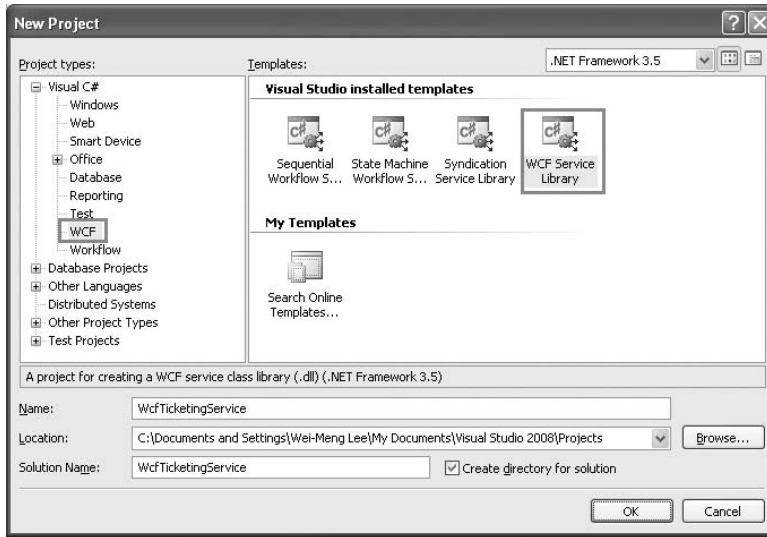 New Project
Project types:
Templates:
.NET Framework 3.5
Visual C#
Windows
Web
Smart Device
Office
Database
Reporting
Test
WCF
Workflow
Database Projects
Other Languages
Distributed Systems
Other Project Types
Test Projects
Visual Studio installed templates
C#
C#
C#
C#
Sequential
Workflow S...
State Machine
Workflow S...
Syndication
Service Library
WCF Service
Library
My Templates
Search Online
Templates...
A project for creating a WCF service class library (.dll) (.NET Framework 3.5)
Name:
WcfTicketingService
Location:
C:\Documents and Settings\Wei-Meng Lee\My Documents\Visual Studio 2008\Projects
Browse...
Solution Name:
WcfTicketingService
Create directory for solution
OK
Cancel